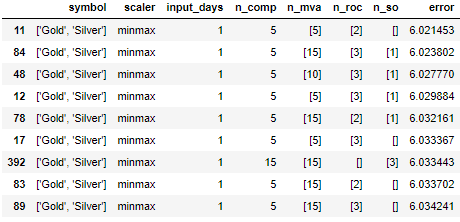 symbol scaler input_days n_comp n_mva n_roc n_so error
11 ['Gold', 'Silver'] minmax 1 5 [5] [2] [] 6.021453
84 ['Gold', 'Silver'] minmax 1 5 [15] [3] [1] 6.023802
48 ['Gold', 'Silver'] minmax 1 5 [10] [3] [1] 6.027770
12 ['Gold', 'Silver'] minmax 1 5 [5] [3] [1] 6.029884
78 ['Gold', 'Silver'] minmax 1 5 [15] [2] [1] 6.032161
17 ['Gold', 'Silver'] minmax 1 5 [5] [3] [] 6.033367
392 ['Gold', 'Silver'] minmax 1 15 [15] [] [3] 6.033443
83 ['Gold', 'Silver'] minmax 1 5 [15] [2] [] 6.033702
89 ['Gold', 'Silver'] minmax 1 5 [15] [3] [] 6.034241